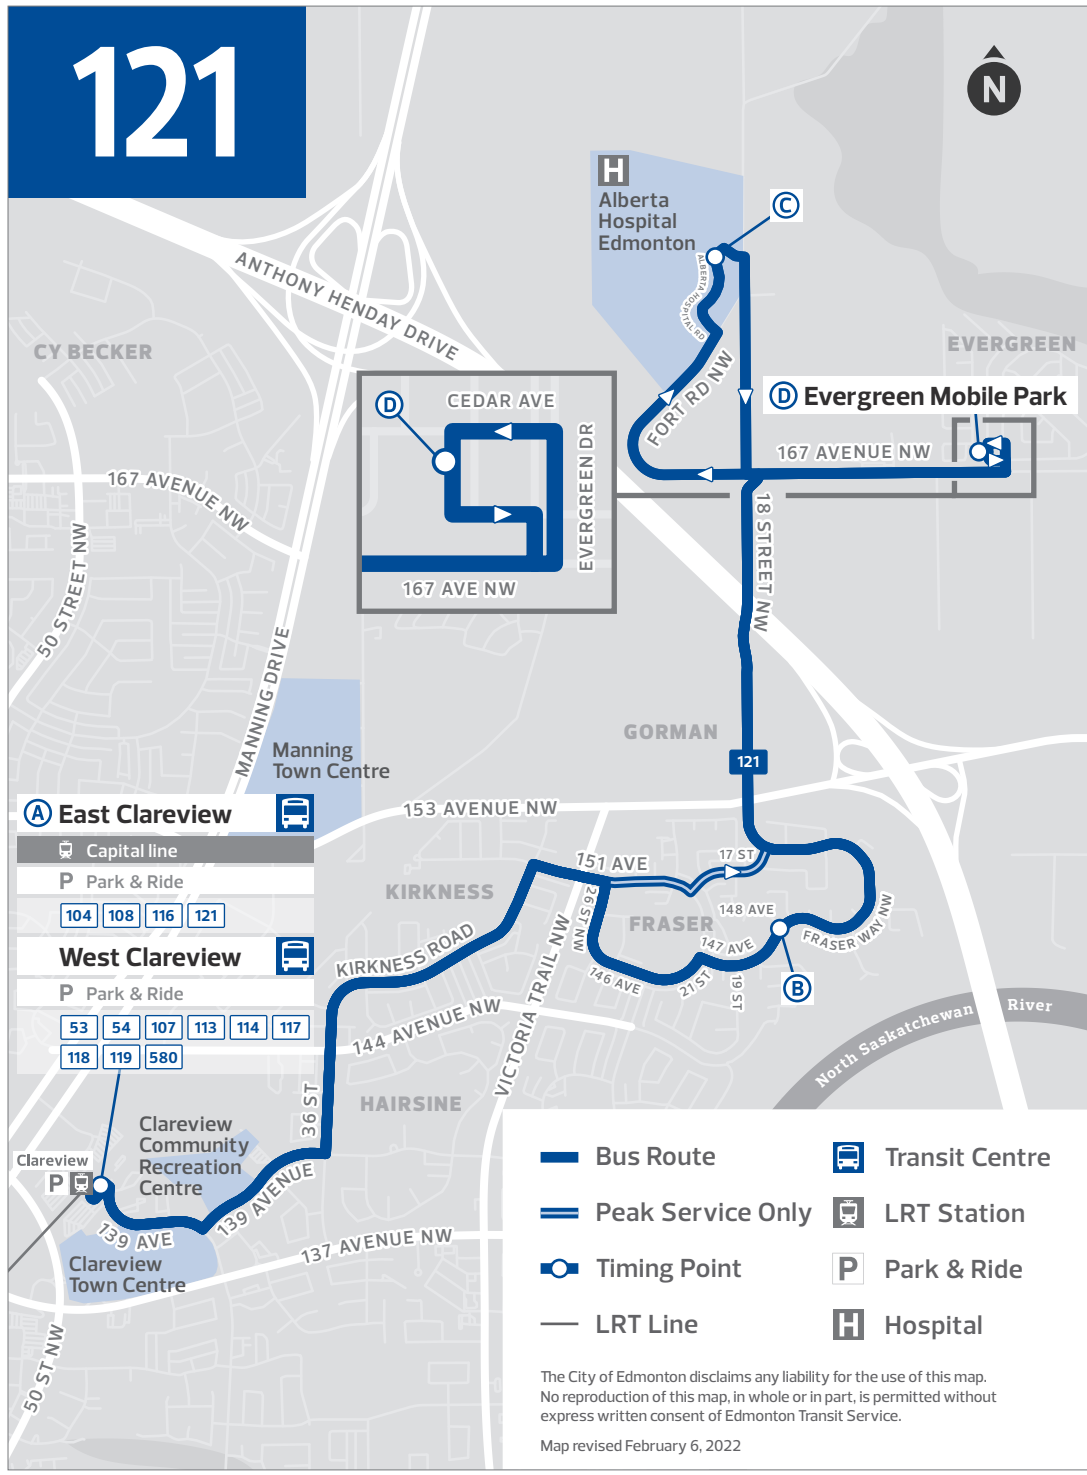 121
N
H
Alberta
Hospital
Edmonton
C
ALBERTA
HOSPITAL RD
ANTHONY HENDAY DRIVE
CY BECKER
EVERGREEN
FORT RD NW
D Evergreen Mobile Park
167 AVENUE NW
D
CEDAR AVE
EVERGREEN DR
167 AVE NW
167 AVENUE NW
50 STREET NW
18 STREET NW
MANNING DRIVE
GORMAN
Manning
Town Centre
121
153 AVENUE NW
A East Clareview
Capital line
P Park & Ride
104 108 116 121
West Clareview
P Park & Ride
53 54 107 113 114 117
118 119 580
151 AVE
17 ST
KIRKNESS
26 ST NW
FRASER
148 AVE
147 AVE
FRASER WAY NW
KIRKNESS ROAD
146 AVE
21 ST
19 ST
B
VICTORIA TRAIL NW
144 AVENUE NW
North Saskatchewan River
36 ST
HAIRSINE
Clareview
Community
Recreation
Centre
Clareview
P
139 AVE
139 AVENUE
137 AVENUE NW
Clareview
Town Centre
50 ST NW
Bus Route
Peak Service Only
Timing Point
LRT Line
Transit Centre
LRT Station
P Park & Ride
H Hospital
The City of Edmonton disclaims any liability for the use of this map.
No reproduction of this map, in whole or in part, is permitted without
express written consent of Edmonton Transit Service.
Map revised February 6, 2022